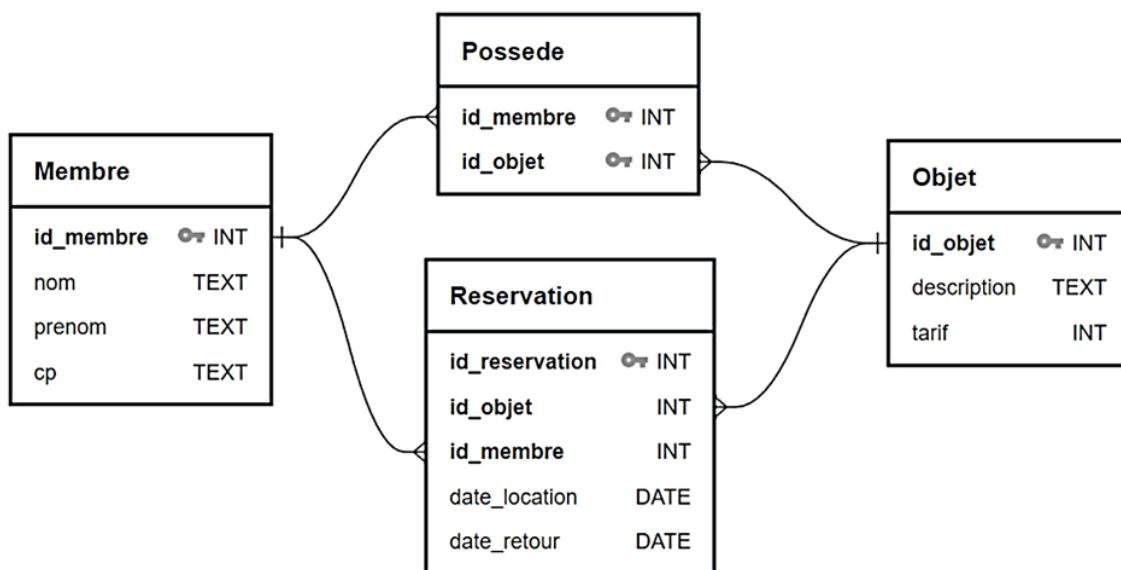 Possede
id_membre INT
id_objet INT
Membre
id_membre INT
nom TEXT
prenom TEXT
cp TEXT
Objet
id_objet INT
description TEXT
tarif INT
Reservation
id_reservation INT
id_objet INT
id_membre INT
date_location DATE
date_retour DATE